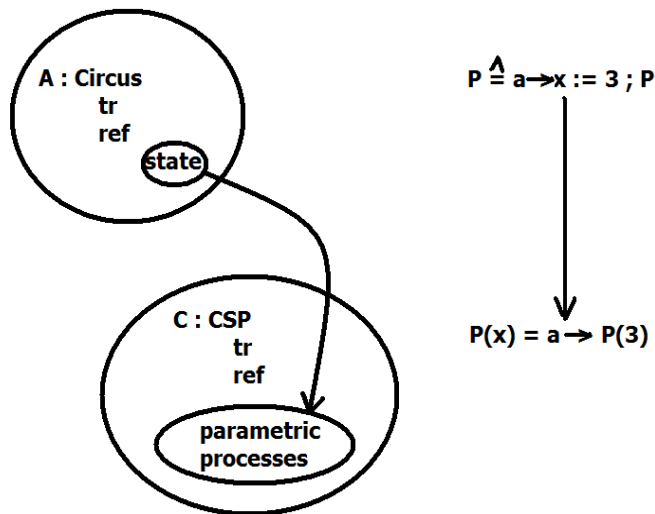 A : Circus
tr
ref
state
P ≙ a→x := 3 ; P
C : CSP
tr
ref
parametric
processes
P(x) = a → P(3)